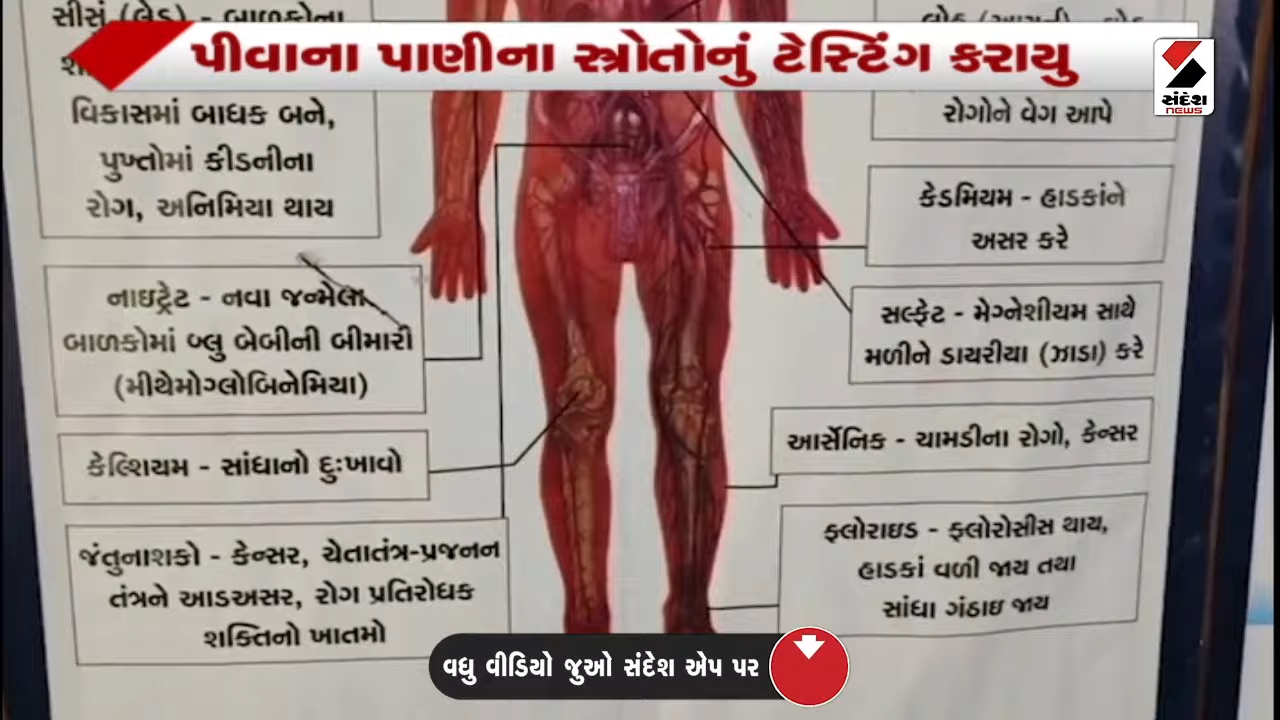 સીસું (લેડ) - બાળકોના
પીવાના પાણીના સ્ત્રોતોનું ટેસ્ટિંગ કરાયુ
સંદેશ
NEWS
વિકાસમાં બાધક બને,
પુખ્તોમાં કીડનીના
રોગ, અનિમિયા થાય
નાઇટ્રેટ - નવા જન્મેલા
બાળકોમાં બ્લુ બેબીની બીમારી
(મીથેમોગ્લોબિનેમિયા)
કેલ્શિયમ - સાંધાનો દુઃખાવો
જંતુનાશકો - કેન્સર, ચેતાતંત્ર-પ્રજનન
તંત્રને આડઅસર, રોગ પ્રતિરોધક
શક્તિનો ખાતમો
રોગોને વેગ આપે
કેડમિયમ - હાડકાંને
અસર કરે
સલ્ફેટ - મેગ્નેશીયમ સાથે
મળીને ડાયરીયા (ઝાડા) કરે
આર્સેનિક - ચામડીના રોગો, કેન્સર
ફ્લોરાઇડ - ફ્લોરોસીસ થાય,
હાડકાં વળી જાય તથા
સાંધા ગંઠાઇ જાય
વધુ વીડિયો જુઓ સંદેશ એપ પર